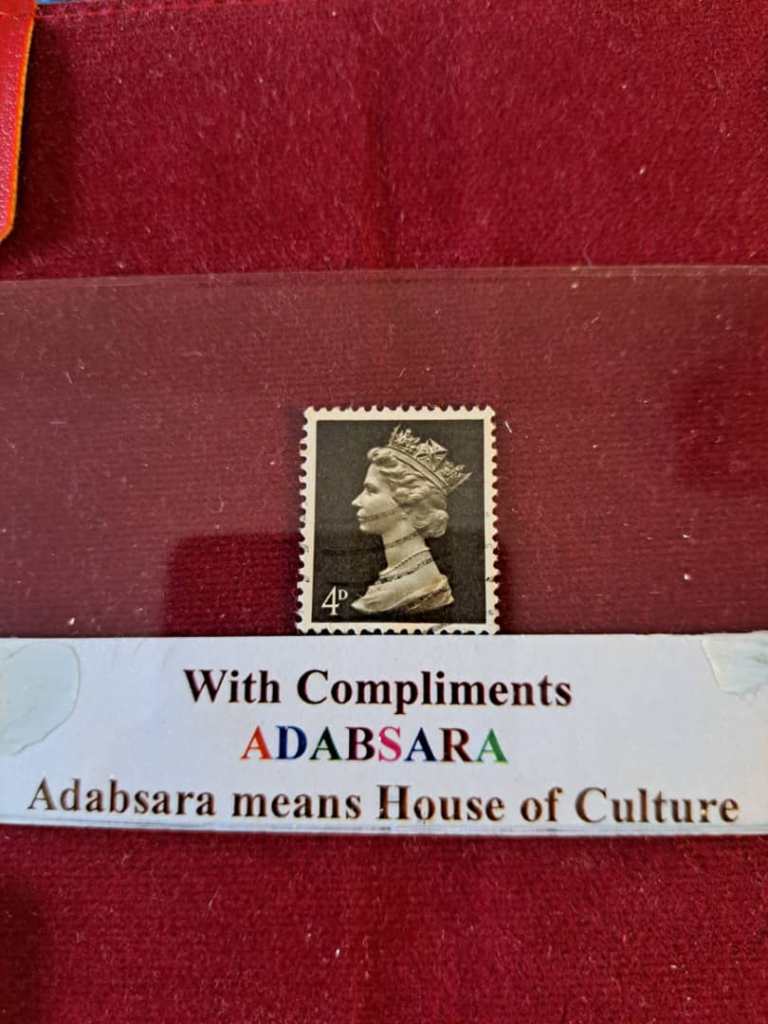 4D
With Compliments
ADABSARA
Adabsara means House of Culture